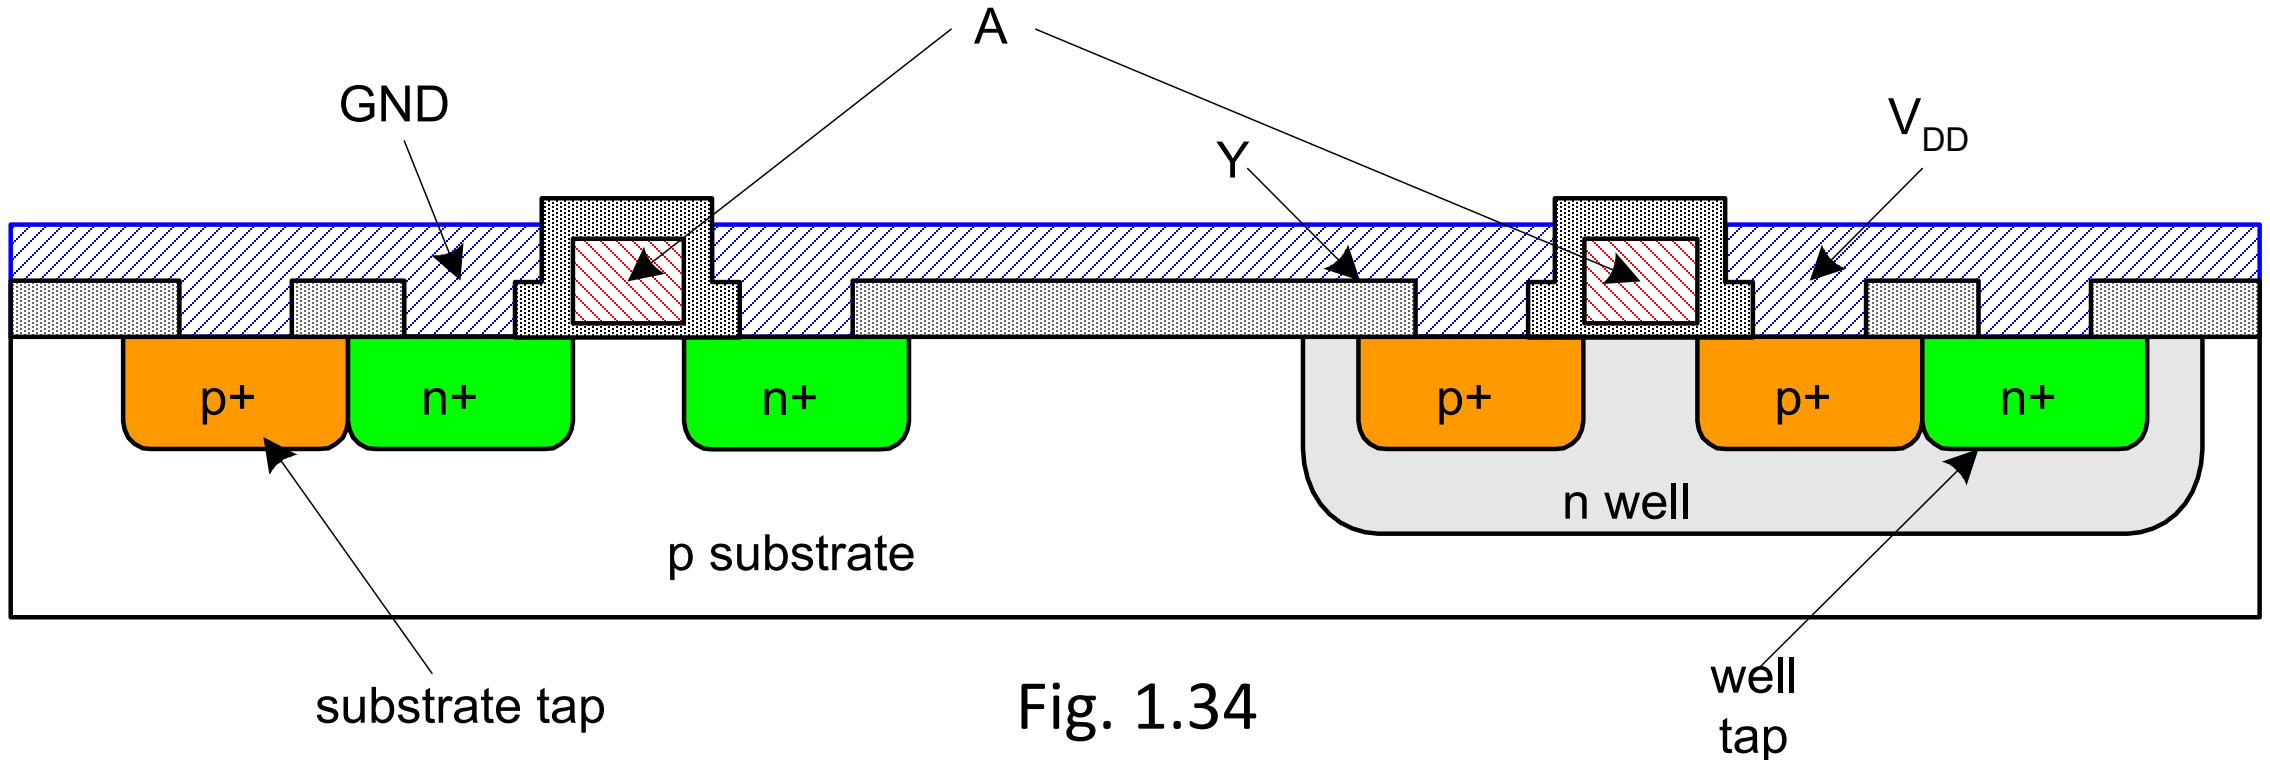 A
GND
Y
VDD
p+
n+
n+
p+
p+
n+
n well
p substrate
substrate tap
well
tap
Fig. 1.34